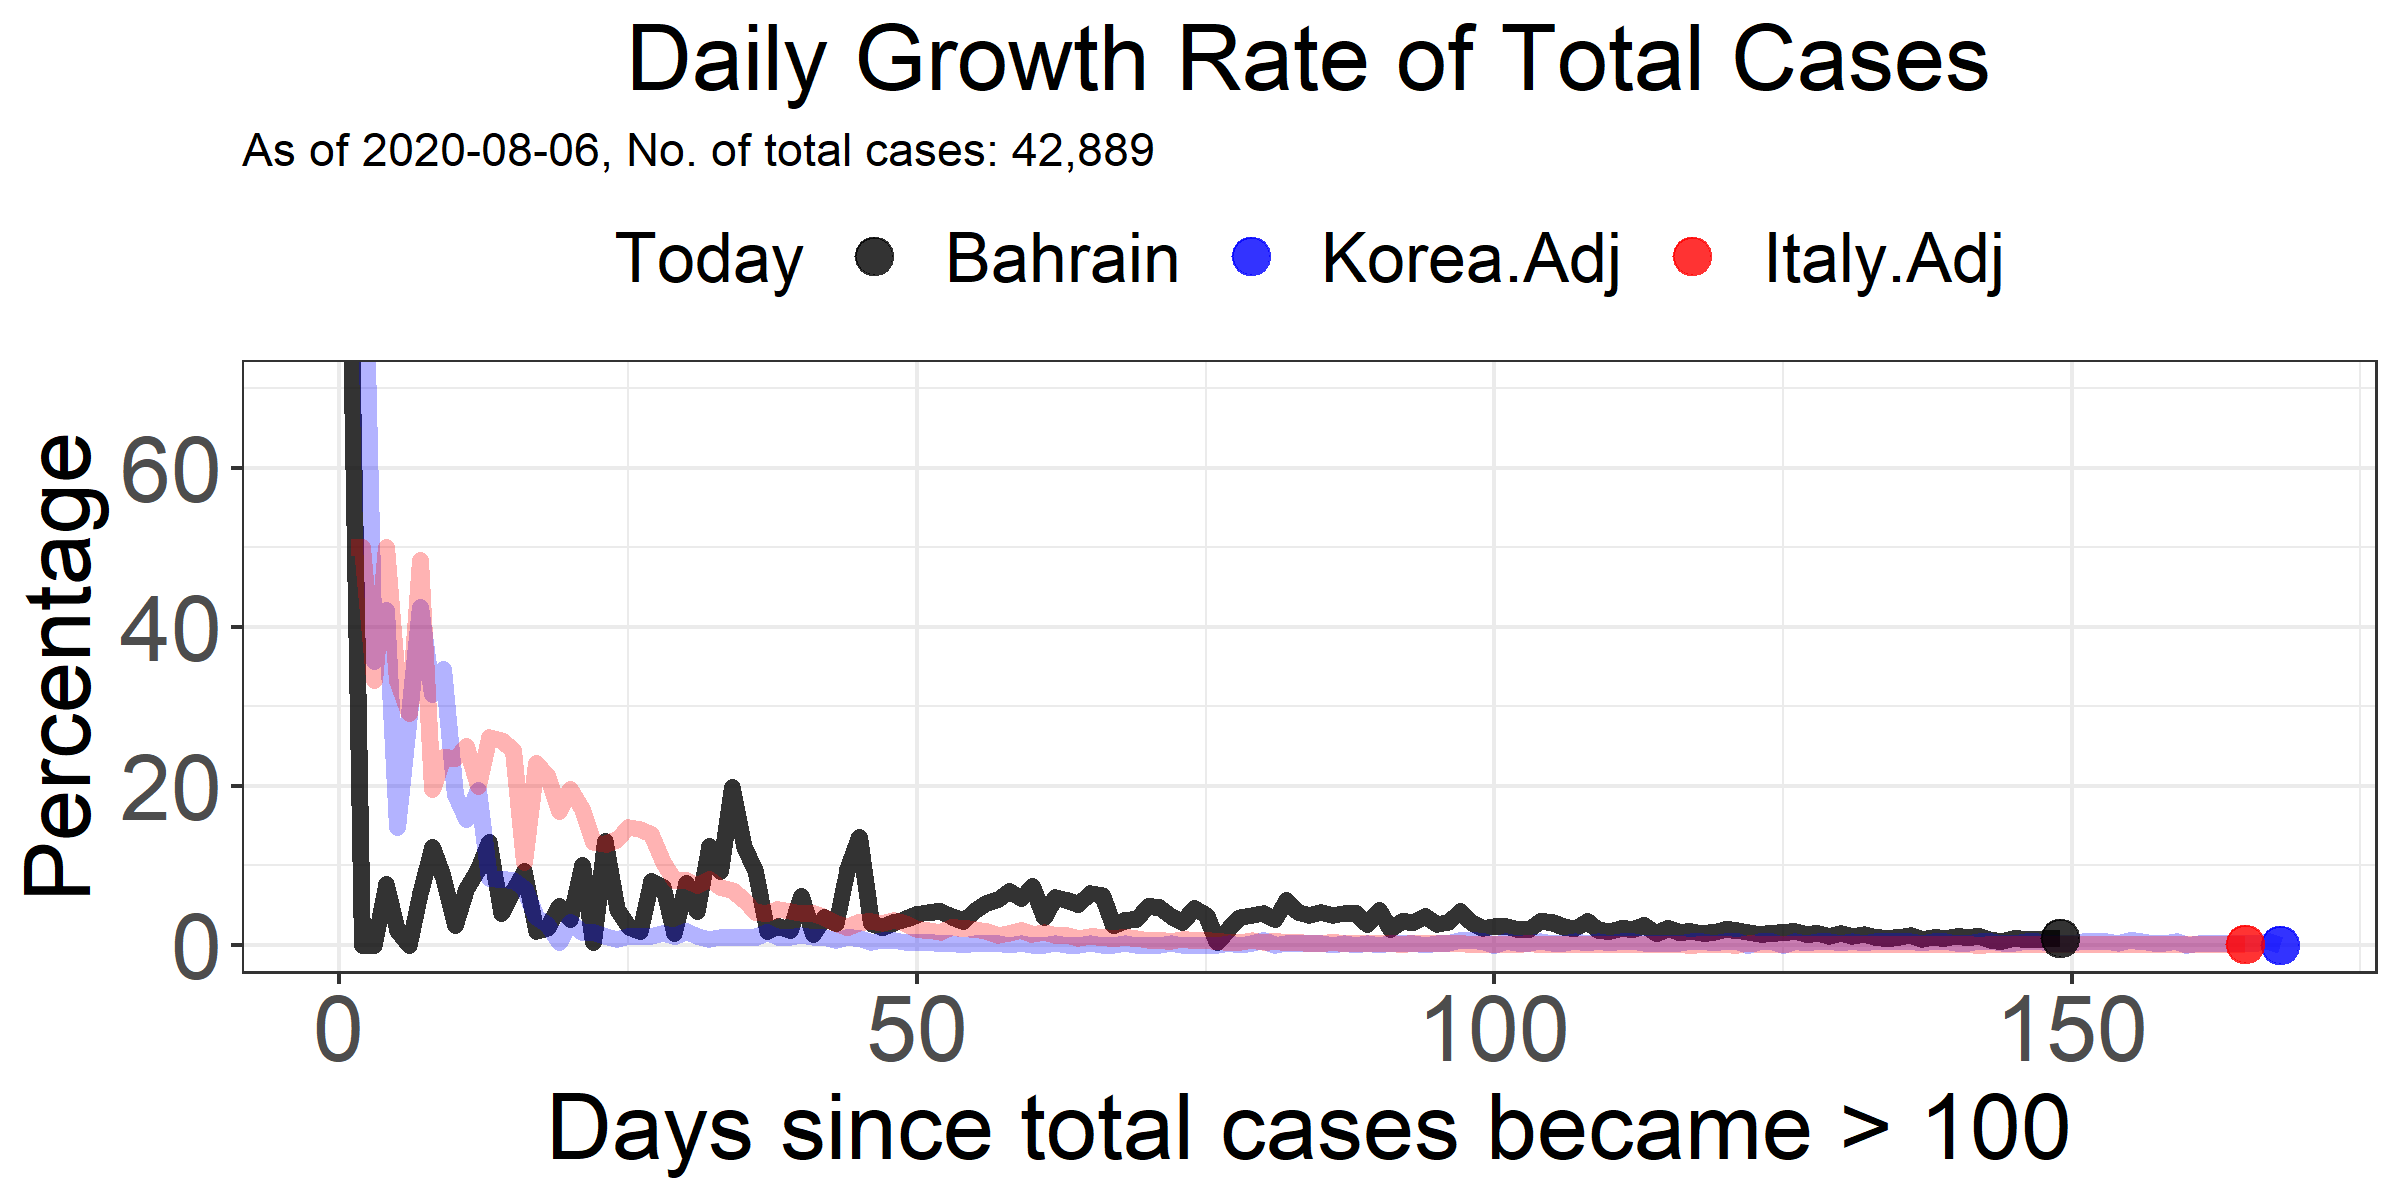 Daily Growth Rate of Total Cases
As of 2020-08-06, No. of total cases: 42,889
Today Bahrain Korea.Adj Italy.Adj
Percentage
60
40
20
0
0 50 100 150
Days since total cases became > 100